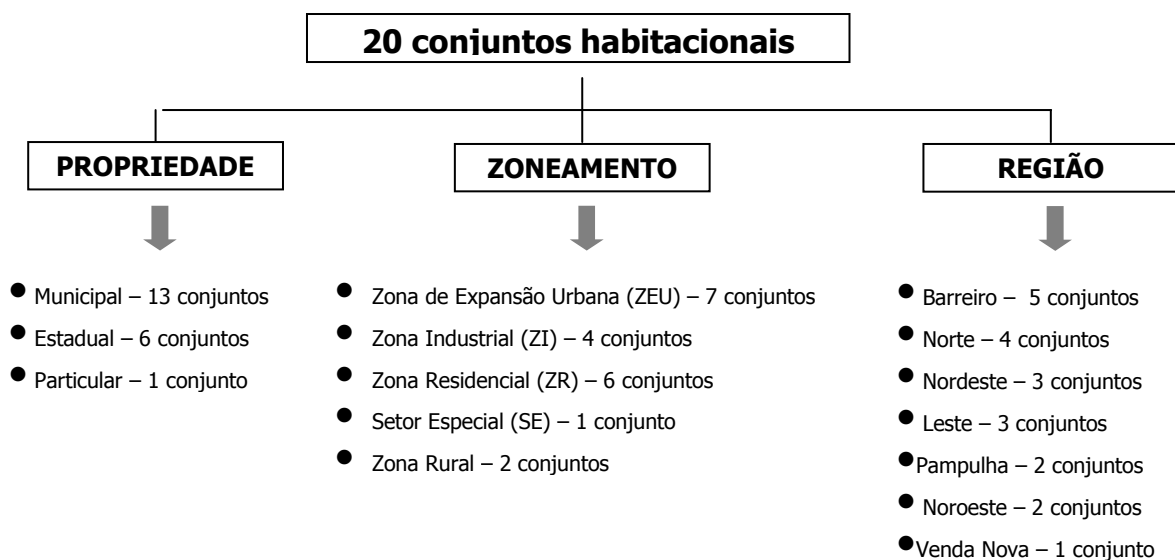 20 conjuntos habitacionais
PROPRIEDADE
● Municipal – 13 conjuntos
● Estadual – 6 conjuntos
● Particular – 1 conjunto
ZONEAMENTO
● Zona de Expansão Urbana (ZEU) – 7 conjuntos
● Zona Industrial (ZI) – 4 conjuntos
● Zona Residencial (ZR) – 6 conjuntos
● Setor Especial (SE) – 1 conjunto
● Zona Rural – 2 conjuntos
REGIÃO
● Barreiro – 5 conjuntos
● Norte – 4 conjuntos
● Nordeste – 3 conjuntos
● Leste – 3 conjuntos
● Pampulha – 2 conjuntos
● Noroeste – 2 conjuntos
● Venda Nova – 1 conjunto